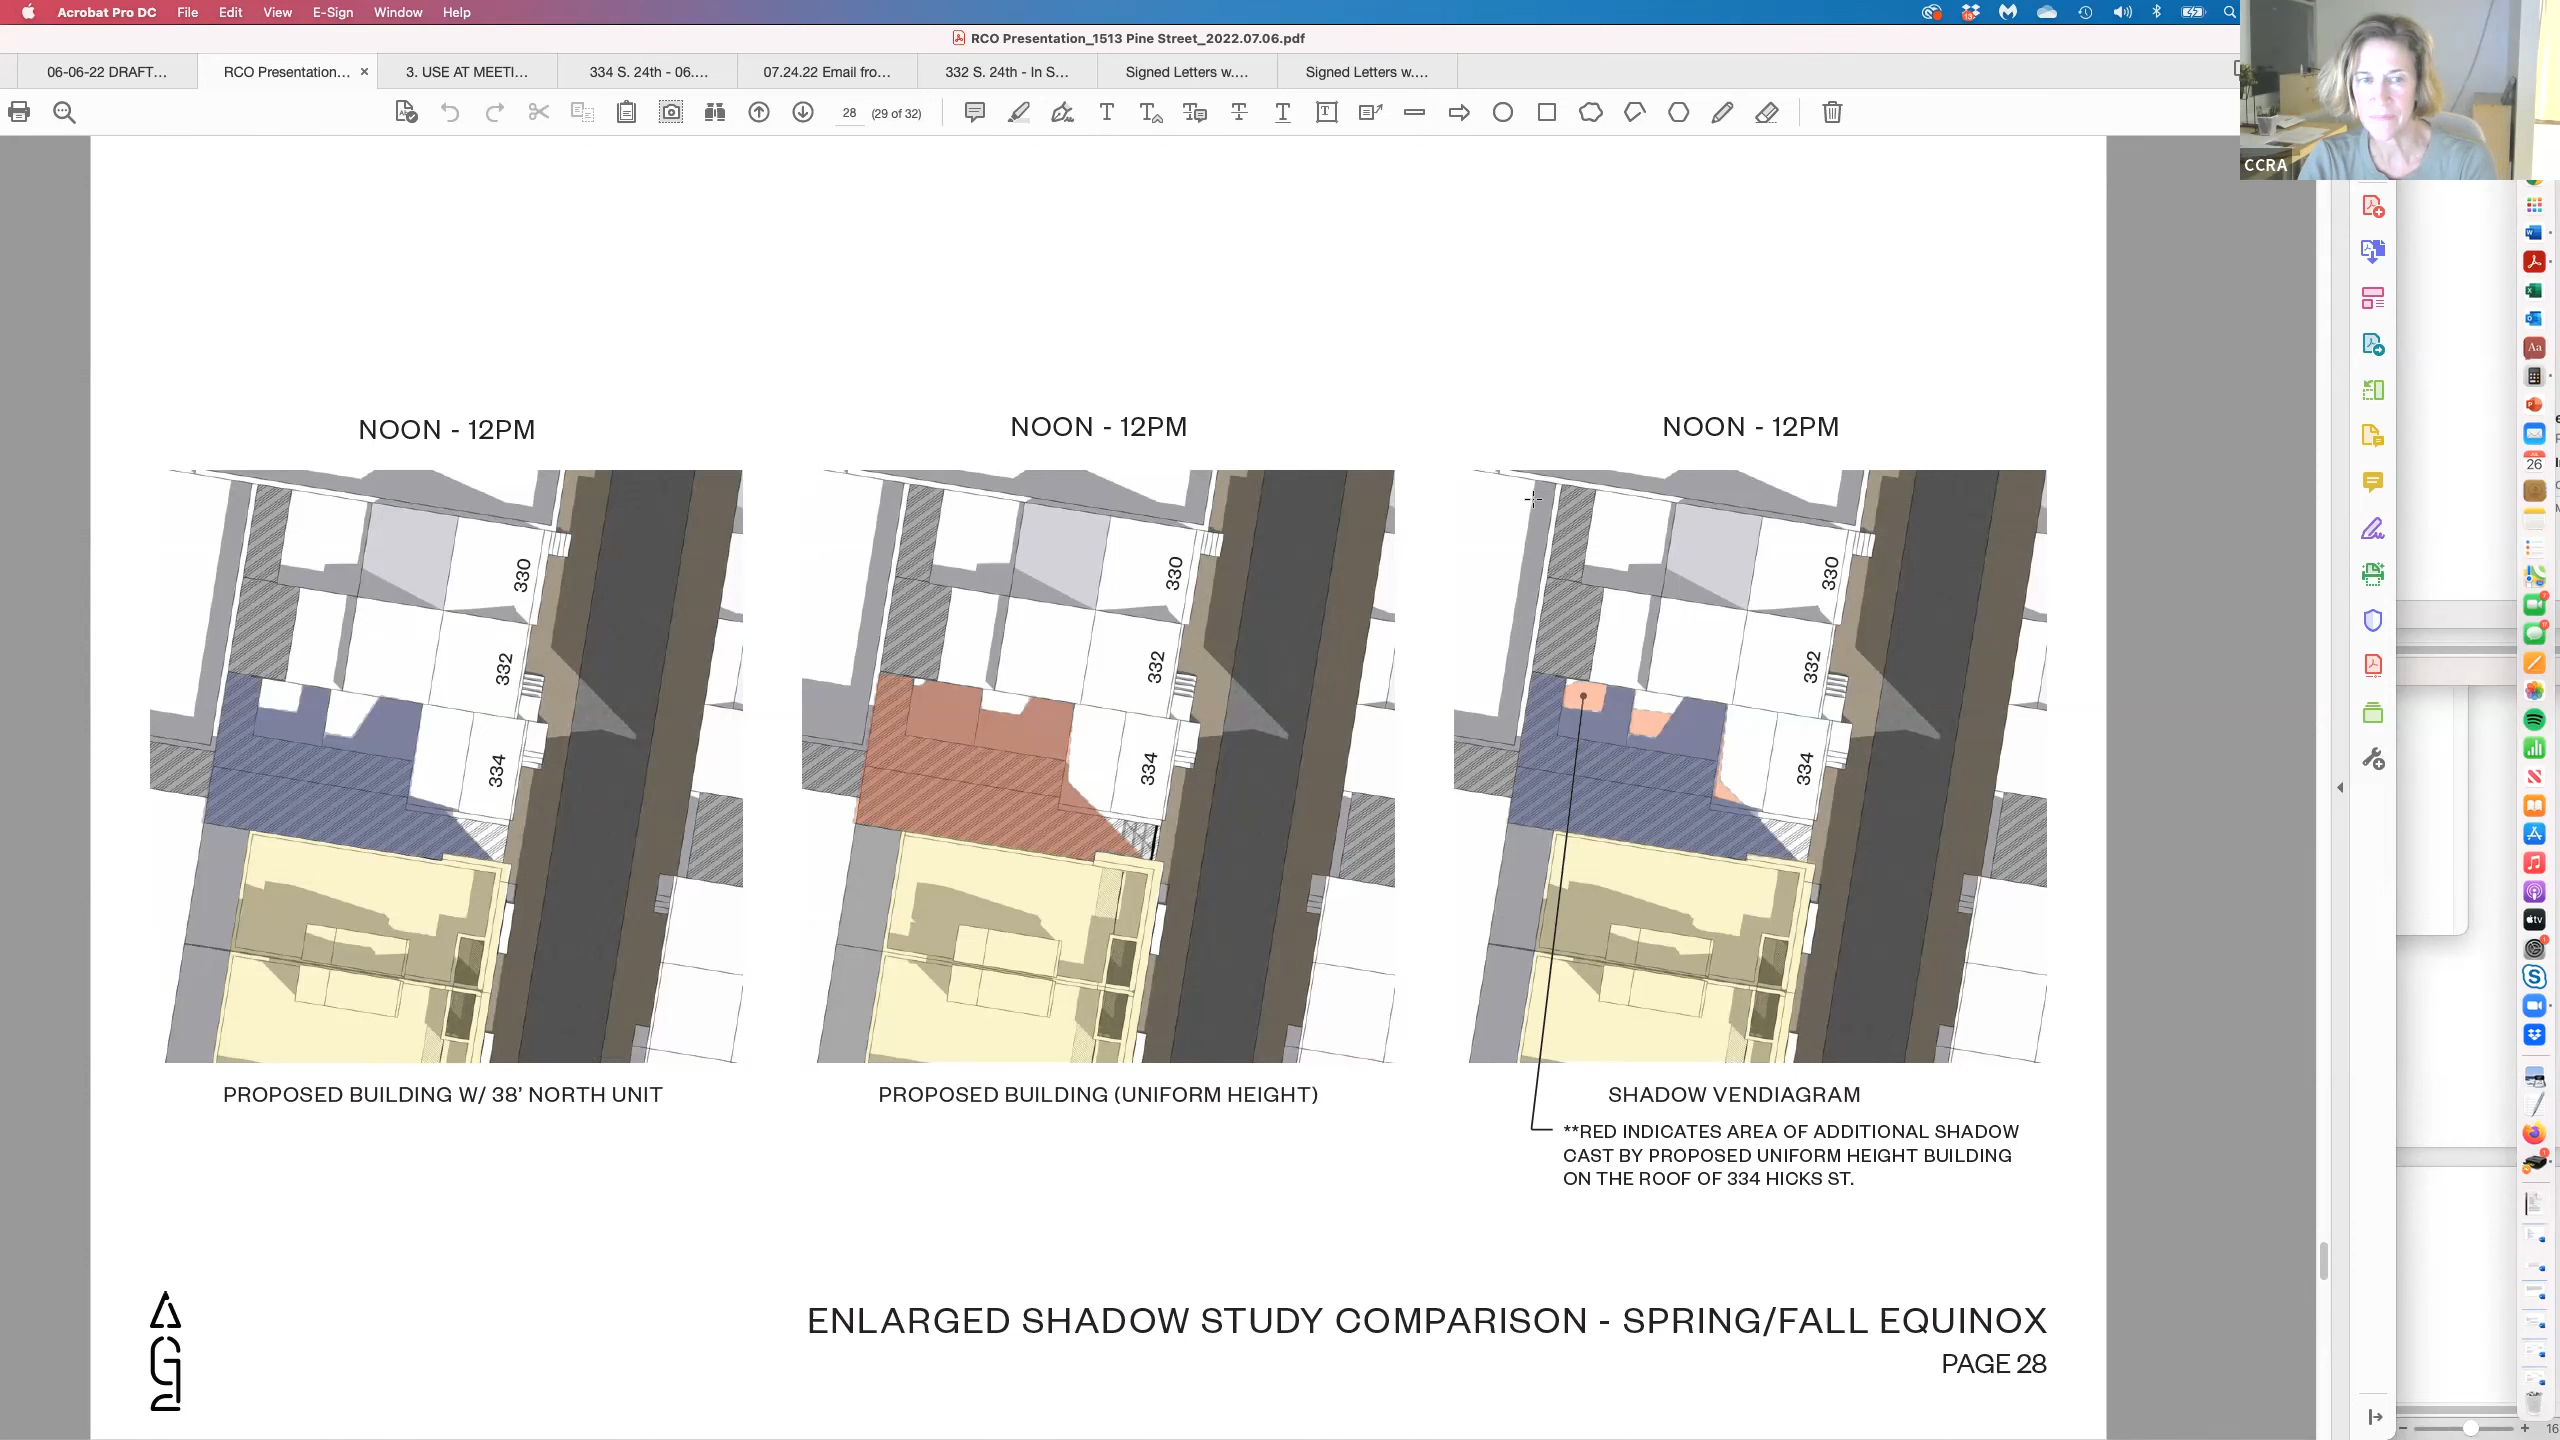 Acrobat Pro DC File Edit View E-Sign Window Help
RCO Presentation_1513 Pine Street_2022.07.06.pdf
06-06-22 DRAFT... RCO Presentation... × 3. USE AT MEETI... 334 S. 24th - 06.... 07.24.22 Email fro... 332 S. 24th - In S... Signed Letters w.... Signed Letters w....
28 (29 of 32)
CCRA
NOON - 12PM
NOON - 12PM
NOON - 12PM
330
332
334
330
332
334
330
332
334
PROPOSED BUILDING W/ 38' NORTH UNIT
PROPOSED BUILDING (UNIFORM HEIGHT)
SHADOW VENDIAGRAM
**RED INDICATES AREA OF ADDITIONAL SHADOW
CAST BY PROPOSED UNIFORM HEIGHT BUILDING
ON THE ROOF OF 334 HICKS ST.
ENLARGED SHADOW STUDY COMPARISON - SPRING/FALL EQUINOX
PAGE 28
26
Aa
tv
16